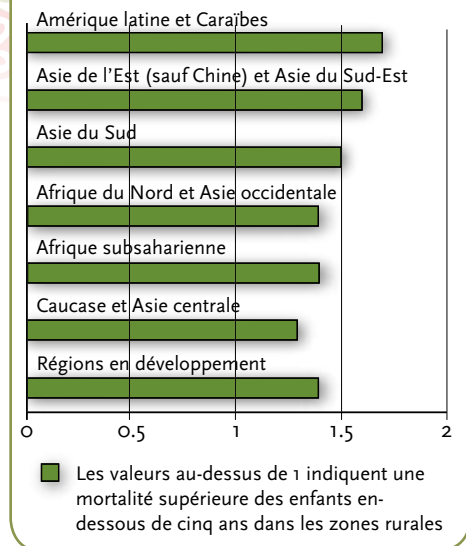 Amérique latine et Caraïbes
Asie de l'Est (sauf Chine) et Asie du Sud-Est
Asie du Sud
Afrique du Nord et Asie occidentale
Afrique subsaharienne
Caucase et Asie centrale
Régions en développement
0 0.5 1 1.5 2
Les valeurs au-dessus de 1 indiquent une
mortalité supérieure des enfants en-
dessous de cinq ans dans les zones rurales